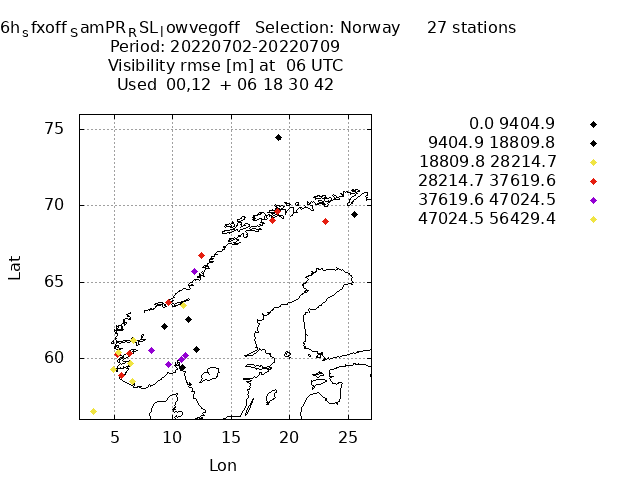 6h_sfxoff_SamPR_RSL_lowvegoff   Selection: Norway      27 stations
Period: 20220702-20220709
Visibility rmse [m] at  06 UTC
Used  00,12  + 06 18 30 42
0.0 9404.9
9404.9 18809.8
18809.8 28214.7
28214.7 37619.6
37619.6 47024.5
47024.5 56429.4
75
70
65
60
5 10 15 20 25
Lat
Lon